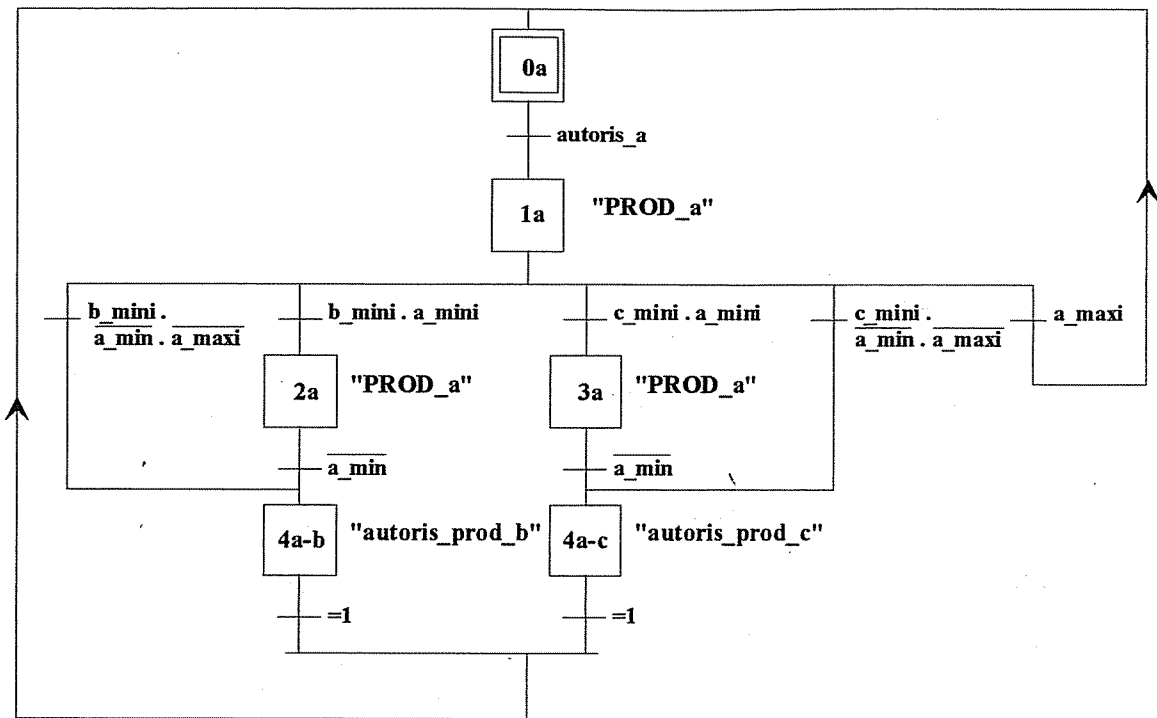 0a
autoris_a
1a "PROD_a"
b_mini . b_mini . a_mini c_mini . a_mini c_mini . a_maxi
a_min . a_maxi a_min . a_maxi
2a "PROD_a" 3a "PROD_a"
a_min a_min
4a-b "autoris_prod_b" 4a-c "autoris_prod_c"
=1 =1